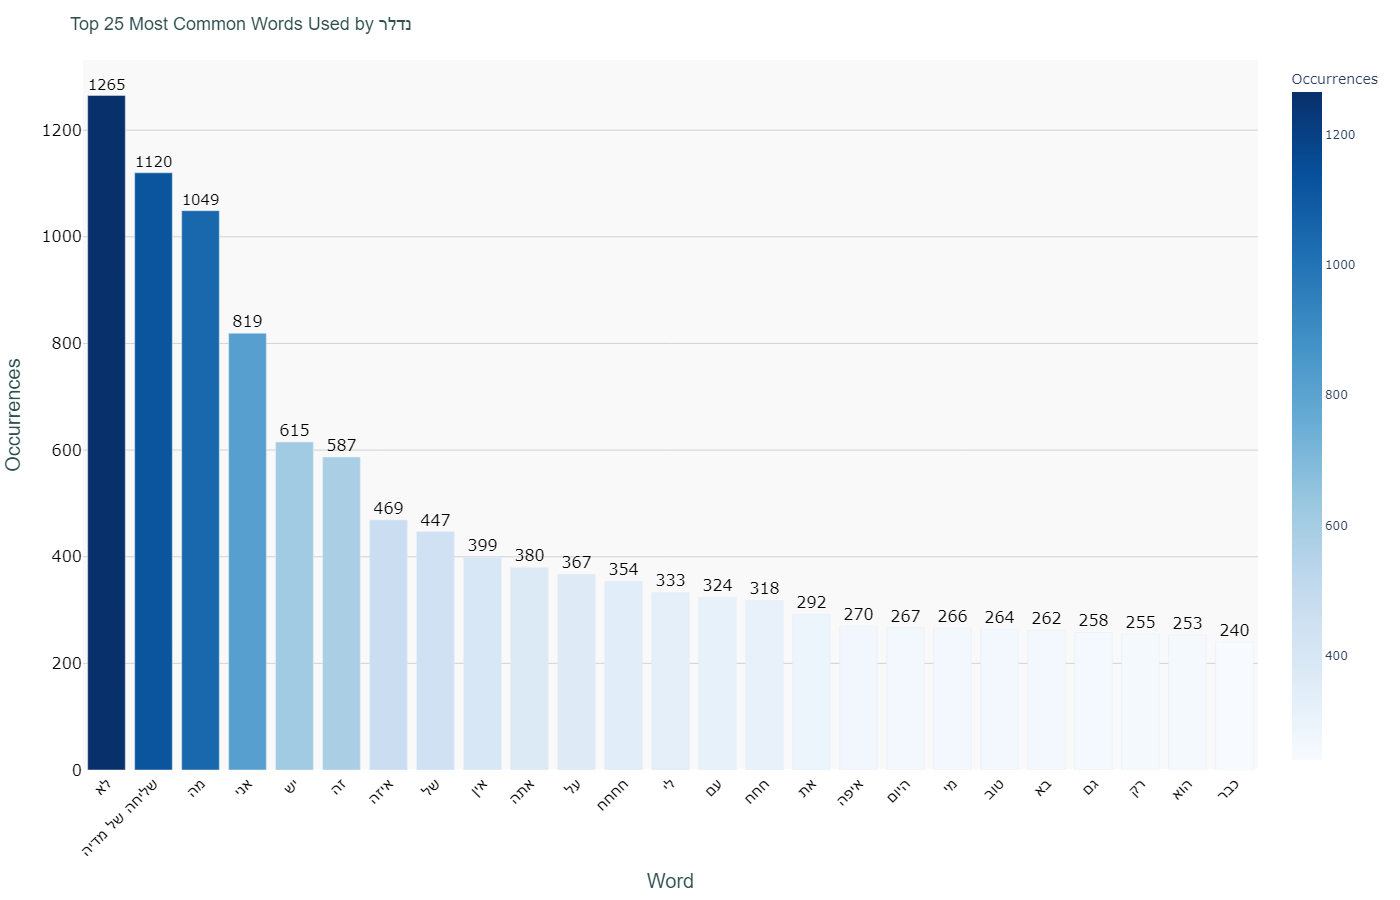 Top 25 Most Common Words Used by נדלר
Occurrences
1200
1000
800
600
400
200
0
1265
1120
1049
819
615
587
469
447
399
380
367
354
333
324
318
292
270
267
266
264
262
258
255
253
240
לא
שליחה של מדיה
מה
אני
יש
זה
איזה
של
אין
אתה
על
חחחח
לי
עם
חחח
את
איפה
היום
מי
טוב
בא
גם
רק
הוא
כבר
Word
Occurrences
1200
1000
800
600
400